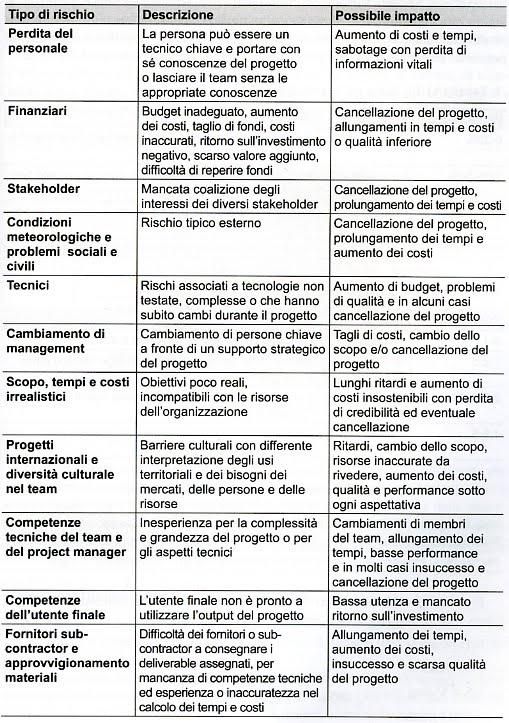 Tipo di rischio
Descrizione
Possibile impatto
Perdita del
personale
La persona può essere un
tecnico chiave e portare con
sé conoscenze del progetto
o lasciare il team senza le
appropriate conoscenze
Aumento di costi e tempi,
sabotage con perdita di
informazioni vitali
Finanziari
Budget inadeguato, aumento
dei costi, taglio di fondi, costi
inaccurati, ritorno sull'investimento
negativo, scarso valore aggiunto,
difficoltà di reperire fondi
Cancellazione del progetto,
allungamenti in tempi e costi
o qualità inferiore
Stakeholder
Mancata coalizione degli
interessi dei diversi stakeholder
Cancellazione del progetto,
prolungamento dei tempi e costi
Condizioni
meteorologiche e
problemi sociali e
civili
Rischio tipico esterno
Cancellazione del progetto,
prolungamento dei tempi e
aumento dei costi
Tecnici
Rischi associati a tecnologie non
testate, complesse o che hanno
subito cambi durante il progetto
Aumento di budget, problemi
di qualità e in alcuni casi
cancellazione del progetto
Cambiamento di
management
Cambiamento di persone chiave
a fronte di un supporto strategico
del progetto
Tagli di costi, cambio dello
scopo e/o cancellazione del
progetto
Scopo, tempi e costi
irrealistici
Obiettivi poco reali,
incompatibili con le risorse
dell'organizzazione
Lunghi ritardi e aumento di
costi insostenibili con perdita
di credibilità ed eventuale
cancellazione
Progetti
internazionali e
diversità culturale
nel team
Barriere culturali con differente
interpretazione degli usi
territoriali e dei bisogni dei
mercati, delle persone e delle
risorse
Ritardi, cambio dello scopo,
risorse inaccurate da
rivedere, aumento dei costi,
qualità e performance sotto
ogni aspettativa
Competenze
tecniche del team e
del project manager
Inesperienza per la complessità
e grandezza del progetto o per
gli aspetti tecnici
Cambiamenti di membri
del team, allungamento dei
tempi, basse performance
e in molti casi insuccesso e
cancellazione del progetto
Competenze
dell'utente finale
L'utente finale non è pronto a
utilizzare l'output del progetto
Bassa utenza e mancato
ritorno sull'investimento
Fornitori sub-
contractor e
approvvigionamento
materiali
Difficoltà dei fornitori o sub-
contractor a consegnare i
deliverable assegnati, per
mancanza di competenze tecniche
ed esperienza o inaccuratezza nel
calcolo dei tempi e costi
Allungamento dei tempi,
aumento dei costi,
insuccesso e scarsa qualità
del progetto